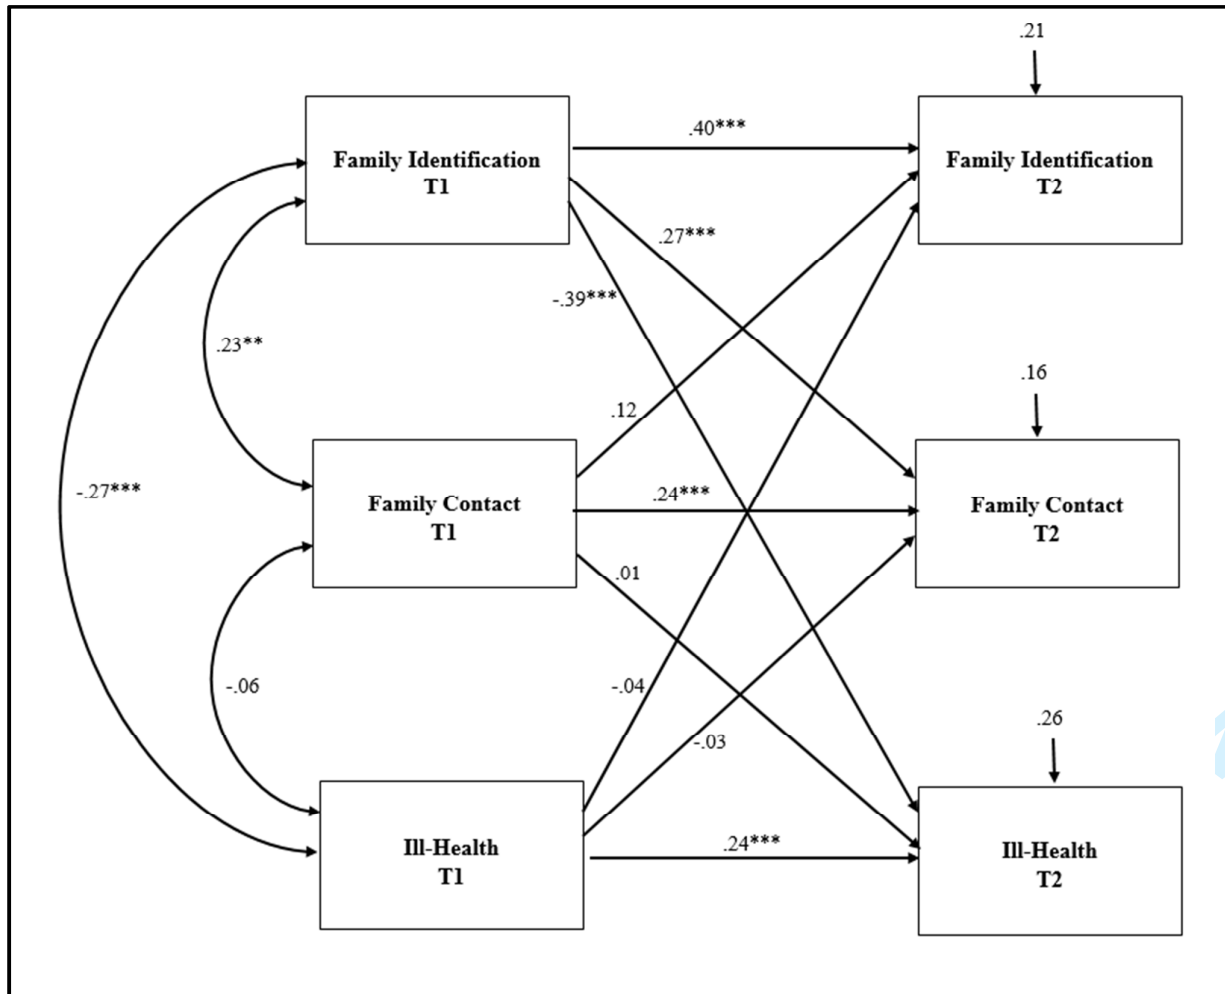 .21
.40***
Family Identification
T1
Family Identification
T2
.27***
-.39***
.23**
.16
.12
-.27***
Family Contact
T1
.24***
Family Contact
T2
.01
-.06
-.04
.26
-.03
Ill-Health
T1
.24***
Ill-Health
T2